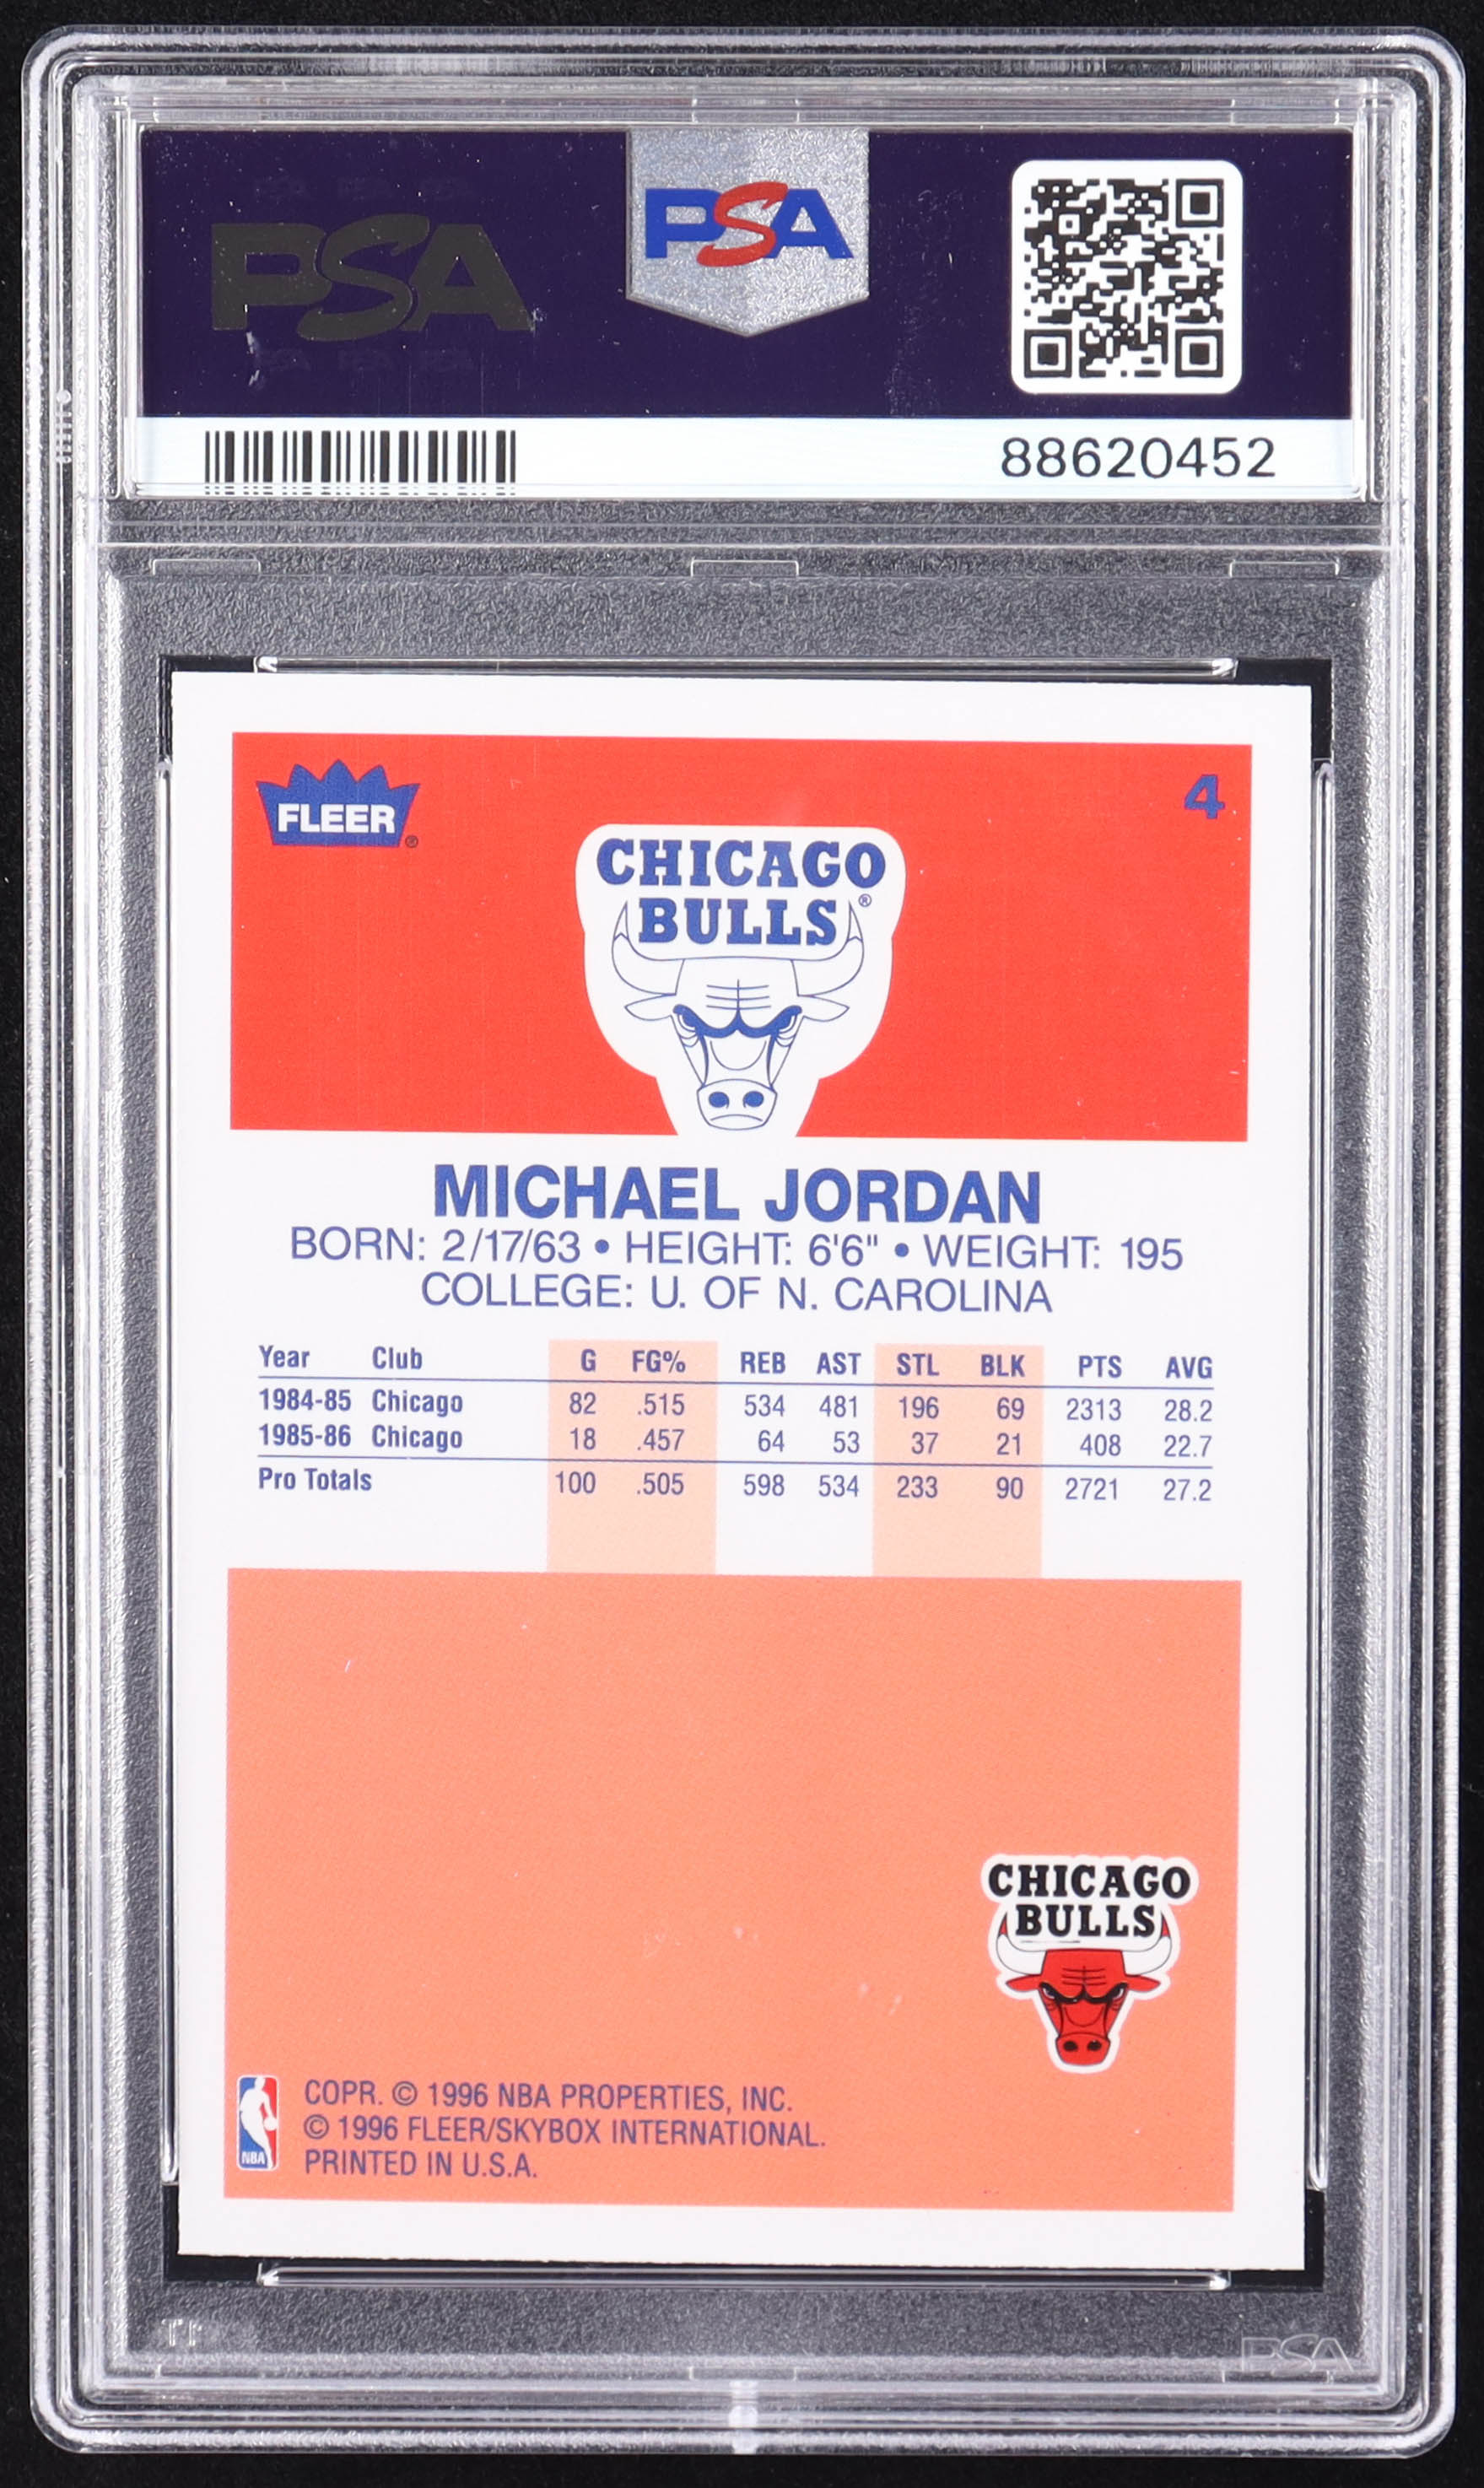 PSA
PSA
88620452
FLEER®
4
CHICAGO
BULLS®
MICHAEL JORDAN
BORN: 2/17/63 • HEIGHT: 6'6" • WEIGHT: 195
COLLEGE: U. OF N. CAROLINA
Year Club G FG% REB AST STL BLK PTS AVG
1984-85 Chicago 82 .515 534 481 196 69 2313 28.2
1985-86 Chicago 18 .457 64 53 37 21 408 22.7
Pro Totals 100 .505 598 534 233 90 2721 27.2
CHICAGO
BULLS
NBA
COPR. © 1996 NBA PROPERTIES, INC.
© 1996 FLEER/SKYBOX INTERNATIONAL.
PRINTED IN U.S.A.
PSA